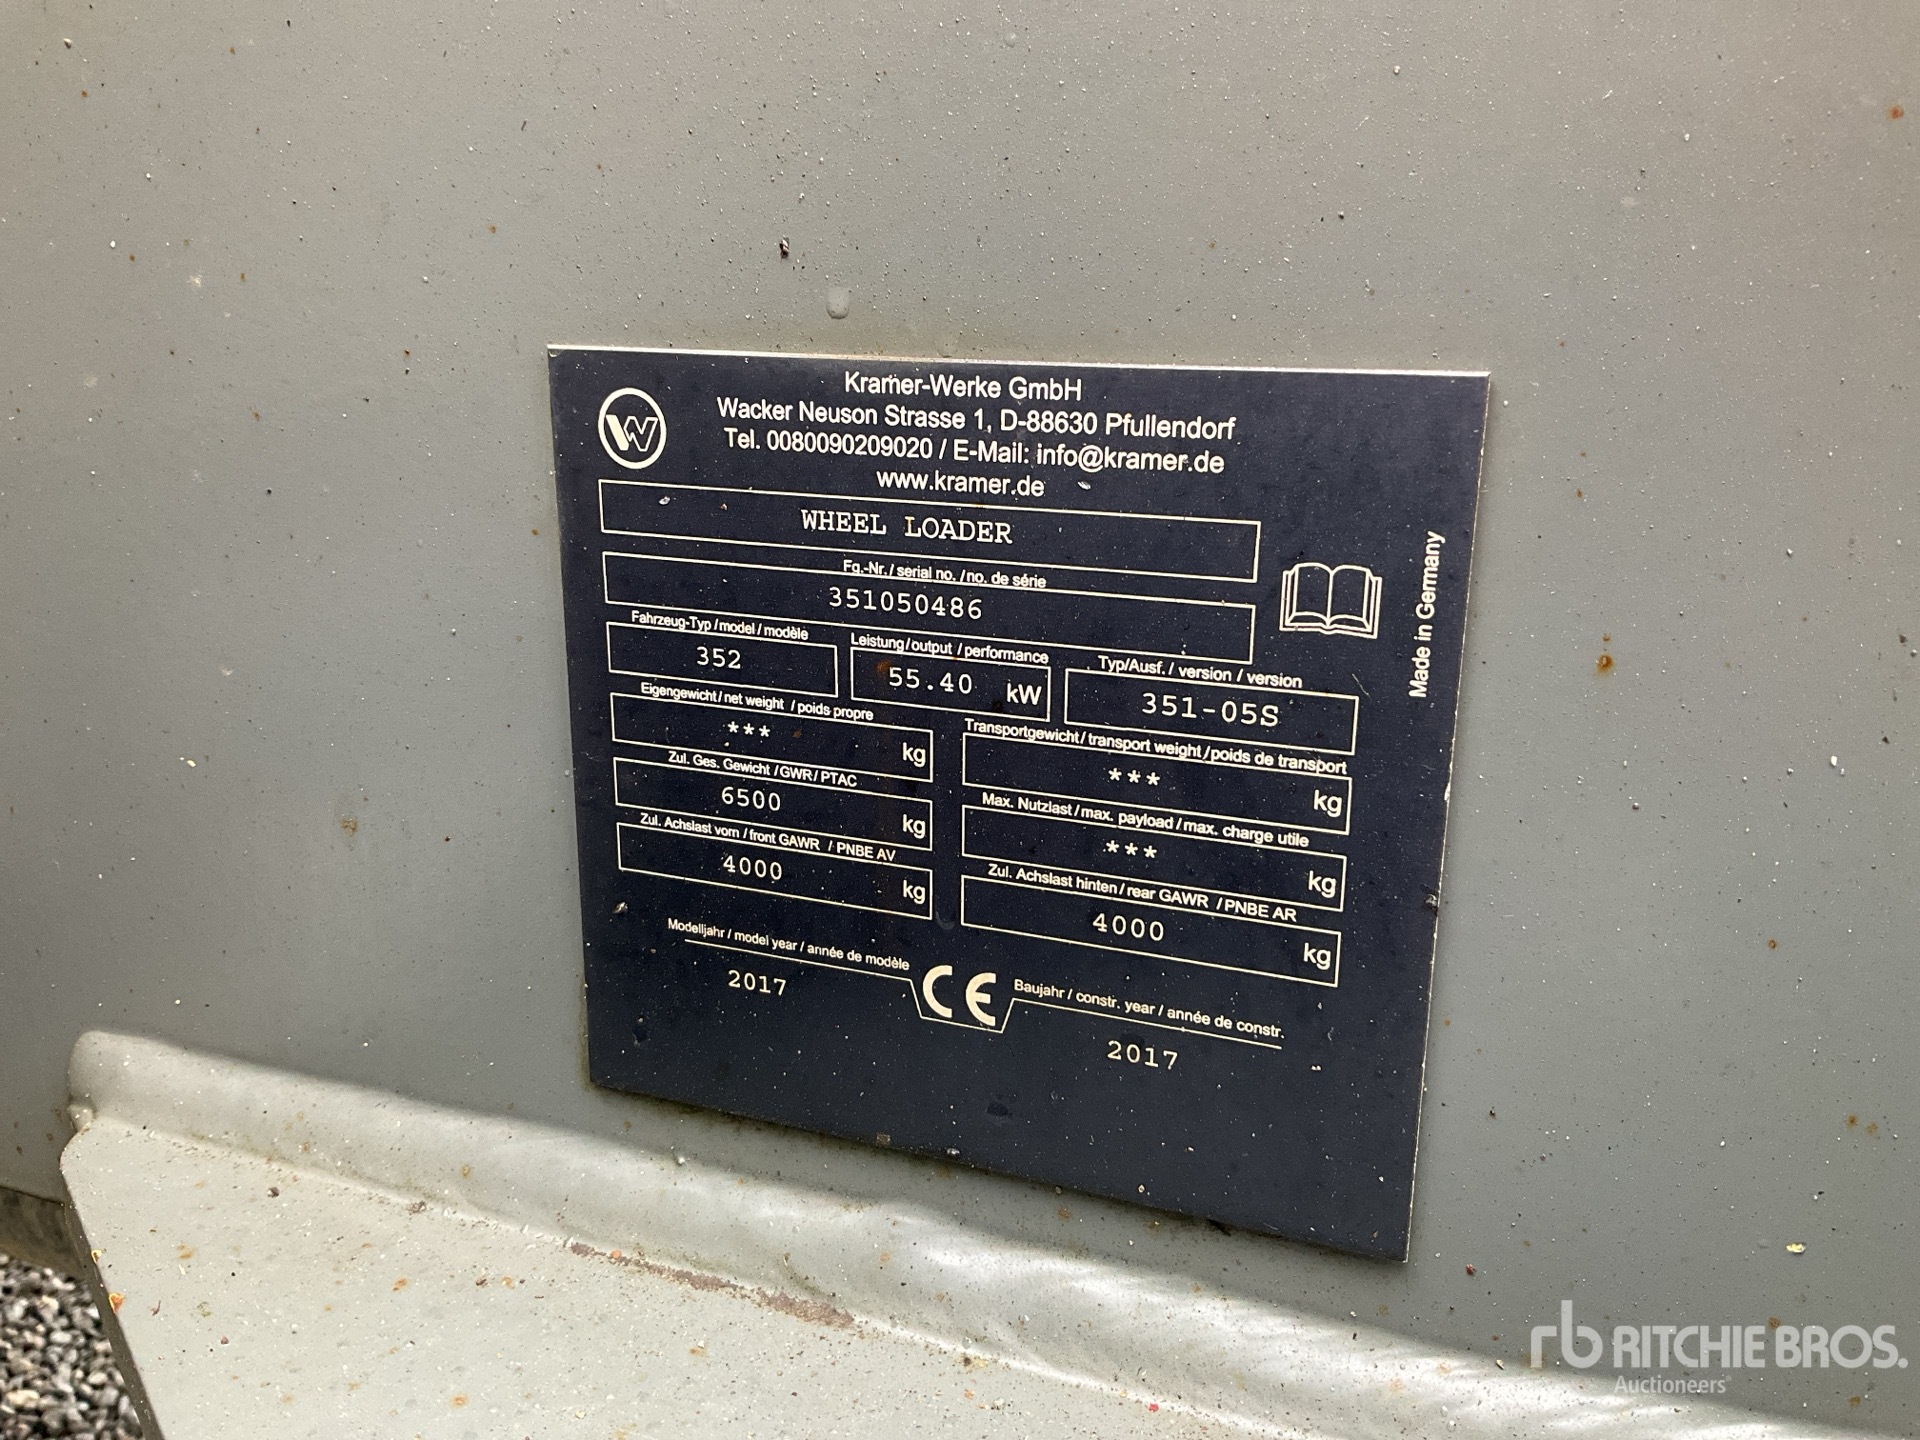 Kramer-Werke GmbH
Wacker Neuson Strasse 1, D-88630 Pfullendorf
Tel. 0080090209020 / E-Mail: info@kramer.de
www.kramer.de
WHEEL LOADER
Fg.-Nr. / serial no. / no. de série
351050486
Fahrzeug-Typ / model / modèle
352
Leistung / output / performance
55.40 kW
Typ/Ausf. / version / version
351-05S
Eigengewicht / net weight / poids propre
*** kg
Transportgewicht / transport weight / poids de transport
*** kg
Zul. Ges. Gewicht / GWR / PTAC
6500 kg
Max. Nutzlast / max. payload / max. charge utile
*** kg
Zul. Achslast vorn / front GAWR / PNBE AV
4000 kg
Zul. Achslast hinten / rear GAWR / PNBE AR
4000 kg
Modelljahr / model year / année de modèle
2017
CE
Baujahr / constr. year / année de constr.
2017
Made in Germany
rb RITCHIE BROS.
Auctioneers